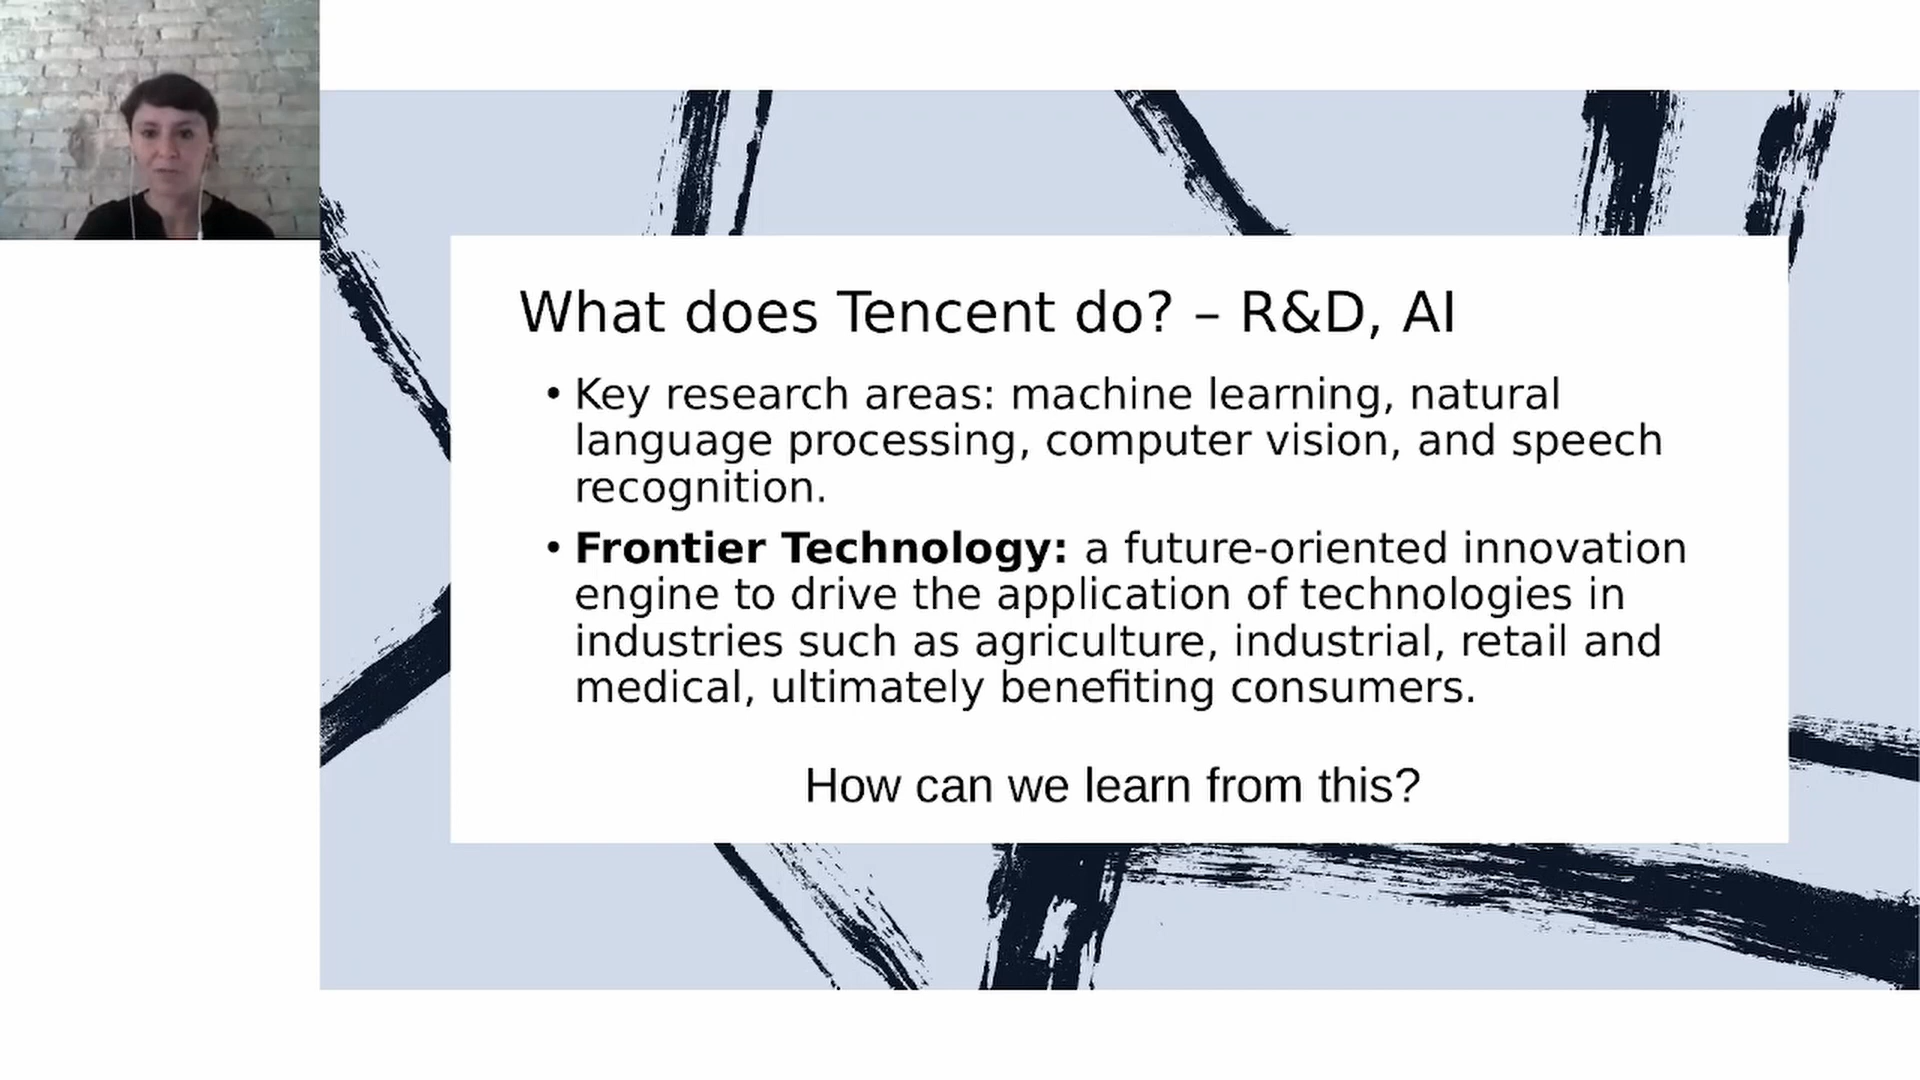 What does Tencent do? – R&D, AI
• Key research areas: machine learning, natural
language processing, computer vision, and speech
recognition.
• Frontier Technology: a future-oriented innovation
engine to drive the application of technologies in
industries such as agriculture, industrial, retail and
medical, ultimately benefiting consumers.
How can we learn from this?